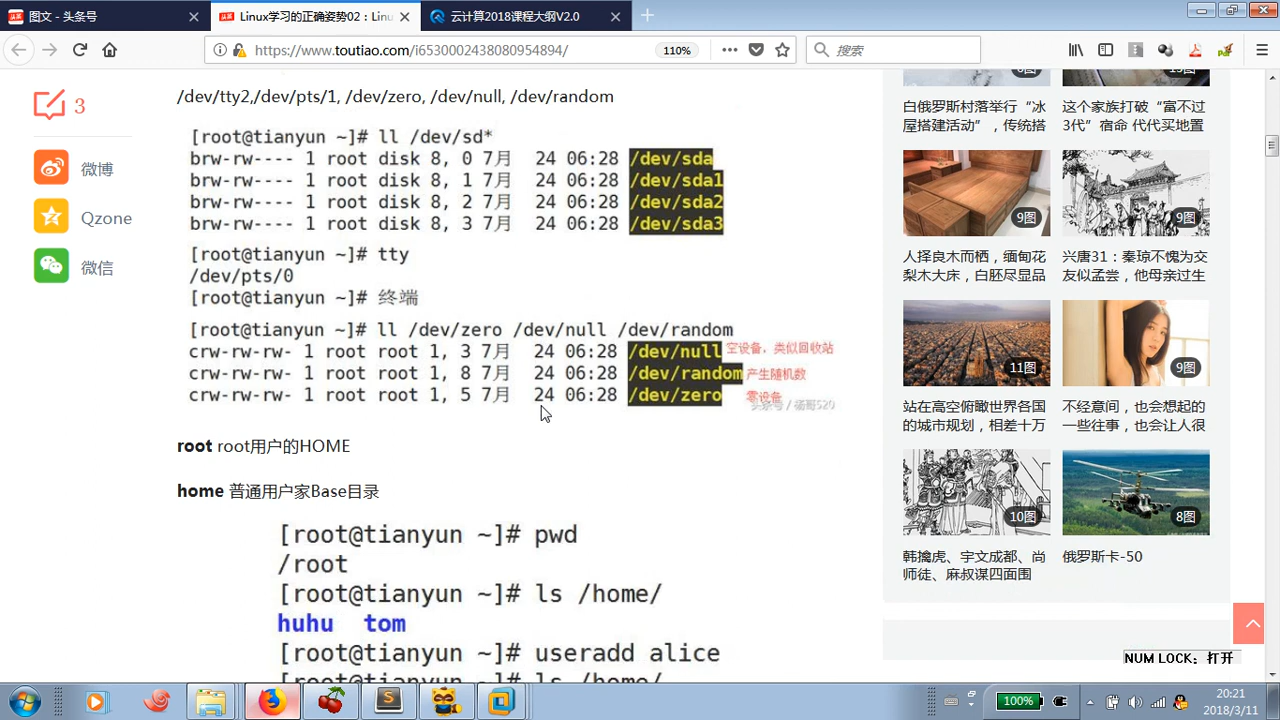 图文 - 头条号
Linux学习的正确姿势02：Linu
云计算2018课程大纲V2.0
https://www.toutiao.com/i6530002438080954894/
110%
搜索
3
微博
Qzone
微信
/dev/tty2,/dev/pts/1, /dev/zero, /dev/null, /dev/random
[root@tianyun ~]# ll /dev/sd*
brw-rw---- 1 root disk 8, 0 7月 24 06:28 /dev/sda
brw-rw---- 1 root disk 8, 1 7月 24 06:28 /dev/sda1
brw-rw---- 1 root disk 8, 2 7月 24 06:28 /dev/sda2
brw-rw---- 1 root disk 8, 3 7月 24 06:28 /dev/sda3
[root@tianyun ~]# tty
/dev/pts/0
[root@tianyun ~]# 终端
[root@tianyun ~]# ll /dev/zero /dev/null /dev/random
crw-rw-rw- 1 root root 1, 3 7月 24 06:28 /dev/null 空设备，类似回收站
crw-rw-rw- 1 root root 1, 8 7月 24 06:28 /dev/random 产生随机数
crw-rw-rw- 1 root root 1, 5 7月 24 06:28 /dev/zero 零设备
头条号 / 杨哥520
root root用户的HOME
home 普通用户家Base目录
[root@tianyun ~]# pwd
/root
[root@tianyun ~]# ls /home/
huhu tom
[root@tianyun ~]# useradd alice
[root@tianyun ~]# ls /home/
白俄罗斯村落举行“冰
屋搭建活动”，传统搭
这个家族打破“富不过
3代”宿命 代代买地置
9图
9图
人择良木而栖，缅甸花
梨木大床，白胚尽显品
兴唐31：秦琼不愧为交
友似孟尝，他母亲过生
11图
9图
站在高空俯瞰世界各国
的城市规划，相差十万
不经意间，也会想起的
一些往事，也会让人很
10图
8图
韩擒虎、宇文成都、尚
师徒、麻叔谋四面围
俄罗斯卡-50
NUM LOCK：打开
100%
20:21
2018/3/11